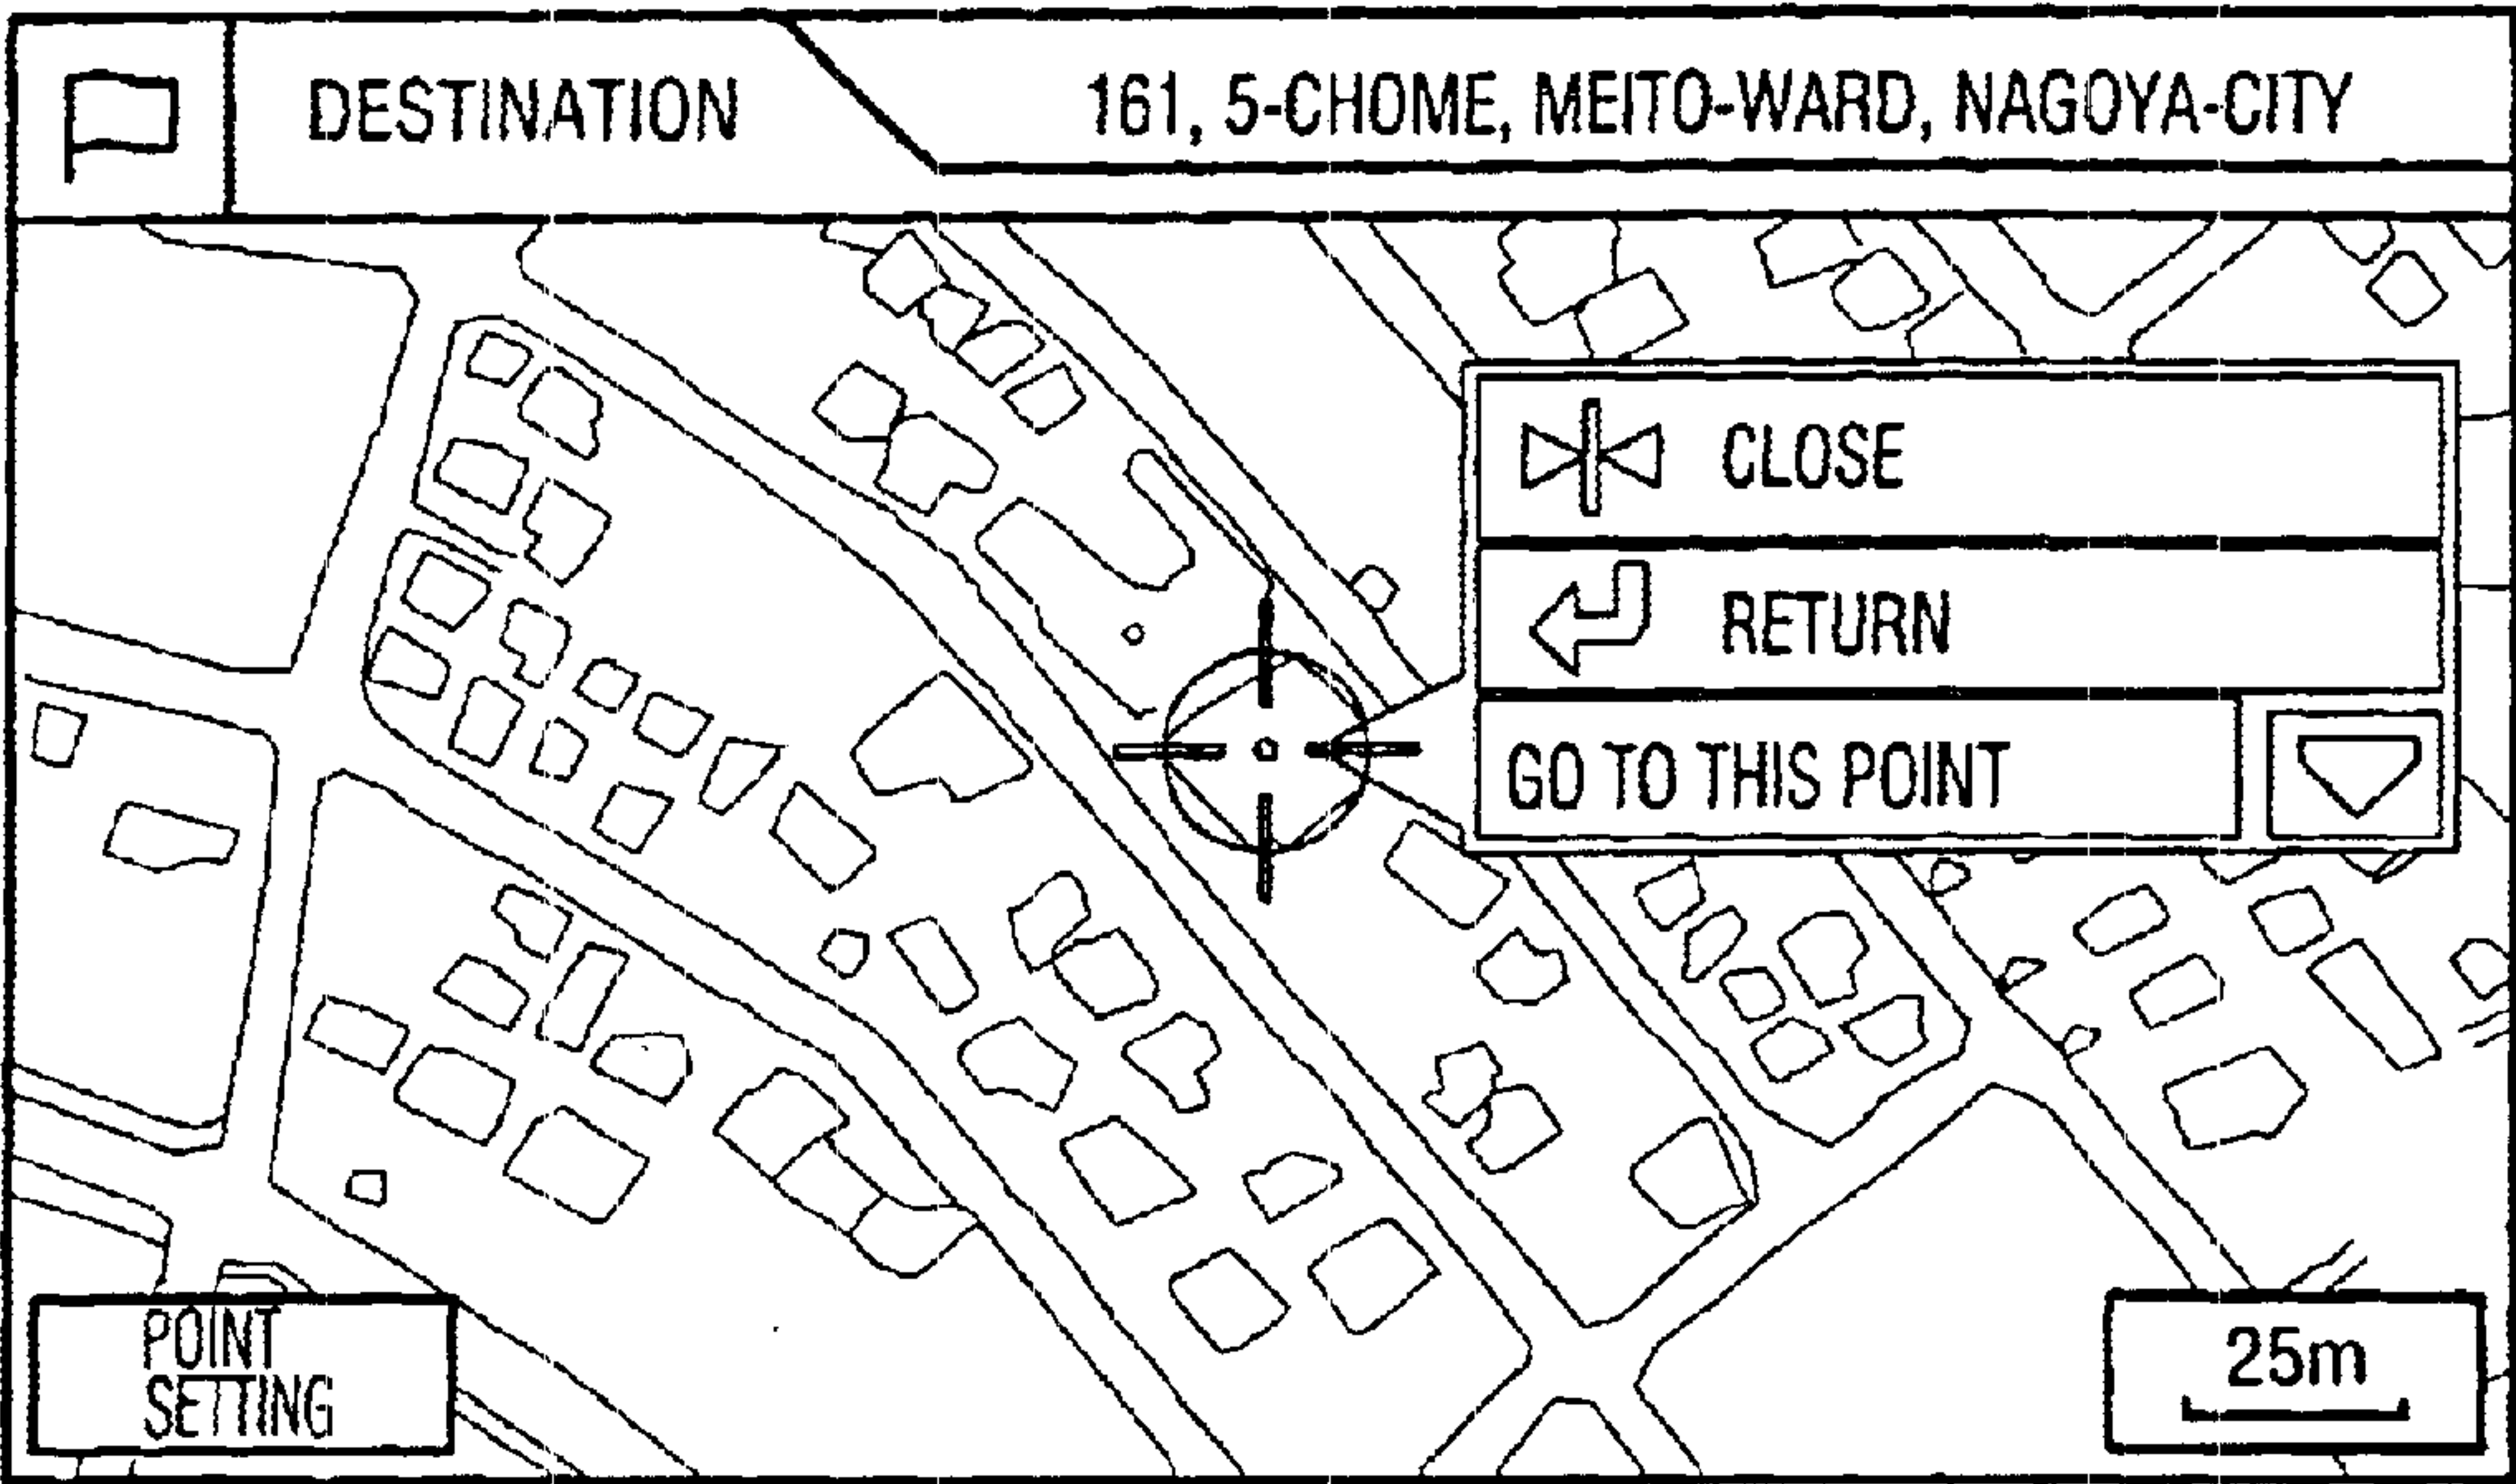 DESTINATION
161, 5-CHOME, MEITO-WARD, NAGOYA-CITY
CLOSE
RETURN
GO TO THIS POINT
POINT
SETTING
25m